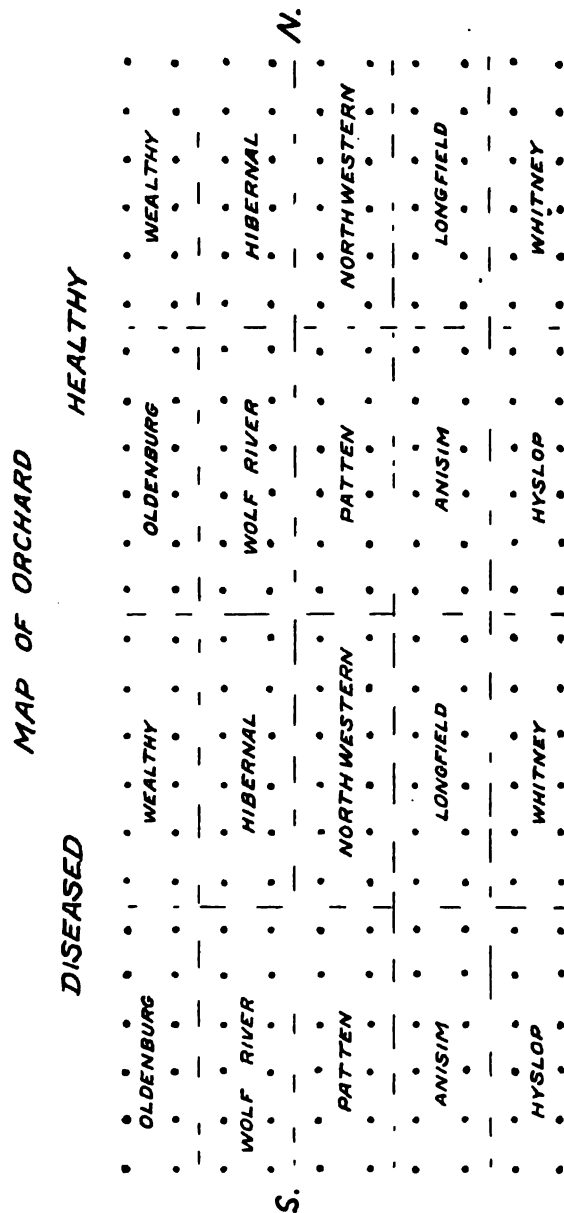 MAP OF ORCHARD
DISEASED HEALTHY
OLDENBURG WEALTHY OLDENBURG WEALTHY
WOLF RIVER HIBERNAL WOLF RIVER HIBERNAL
S. N.
PATTEN NORTHWESTERN PATTEN NORTHWESTERN
ANISIM LONGFIELD ANISIM LONGFIELD
HYSLOP WHITNEY HYSLOP WHITNEY